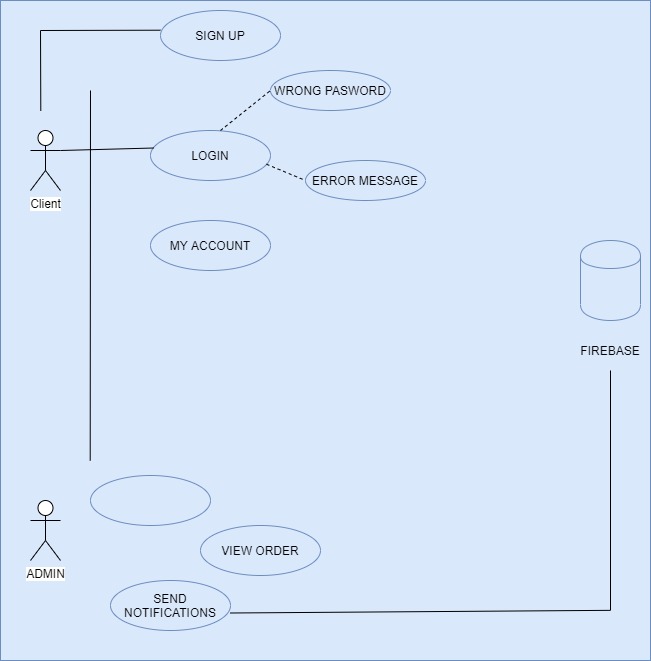 SIGN UP
WRONG PASWORD
LOGIN
ERROR MESSAGE
Client
MY ACCOUNT
FIREBASE
VIEW ORDER
ADMIN
SEND
NOTIFICATIONS